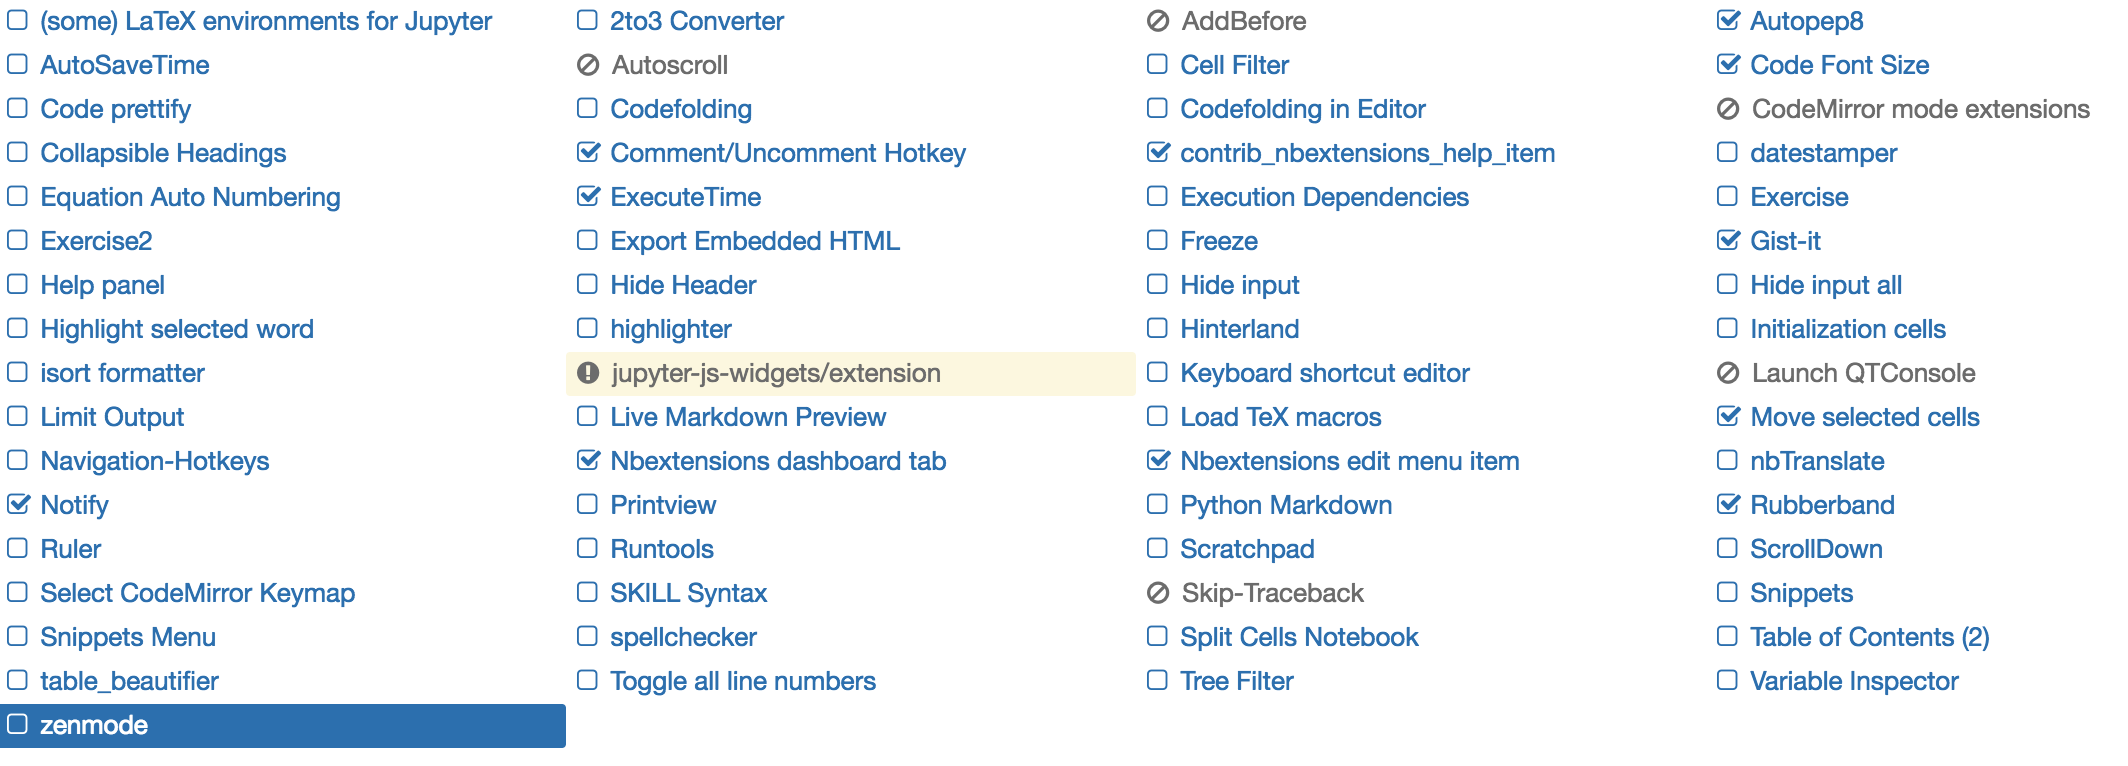 (some) LaTeX environments for Jupyter
2to3 Converter
AddBefore
Autopep8
AutoSaveTime
Autoscroll
Cell Filter
Code Font Size
Code prettify
Codefolding
Codefolding in Editor
CodeMirror mode extensions
Collapsible Headings
Comment/Uncomment Hotkey
contrib_nbextensions_help_item
datestamper
Equation Auto Numbering
ExecuteTime
Execution Dependencies
Exercise
Exercise2
Export Embedded HTML
Freeze
Gist-it
Help panel
Hide Header
Hide input
Hide input all
Highlight selected word
highlighter
Hinterland
Initialization cells
isort formatter
jupyter-js-widgets/extension
Keyboard shortcut editor
Launch QTConsole
Limit Output
Live Markdown Preview
Load TeX macros
Move selected cells
Navigation-Hotkeys
Nbextensions dashboard tab
Nbextensions edit menu item
nbTranslate
Notify
Printview
Python Markdown
Rubberband
Ruler
Runtools
Scratchpad
ScrollDown
Select CodeMirror Keymap
SKILL Syntax
Skip-Traceback
Snippets
Snippets Menu
spellchecker
Split Cells Notebook
Table of Contents (2)
table_beautifier
Toggle all line numbers
Tree Filter
Variable Inspector
zenmode